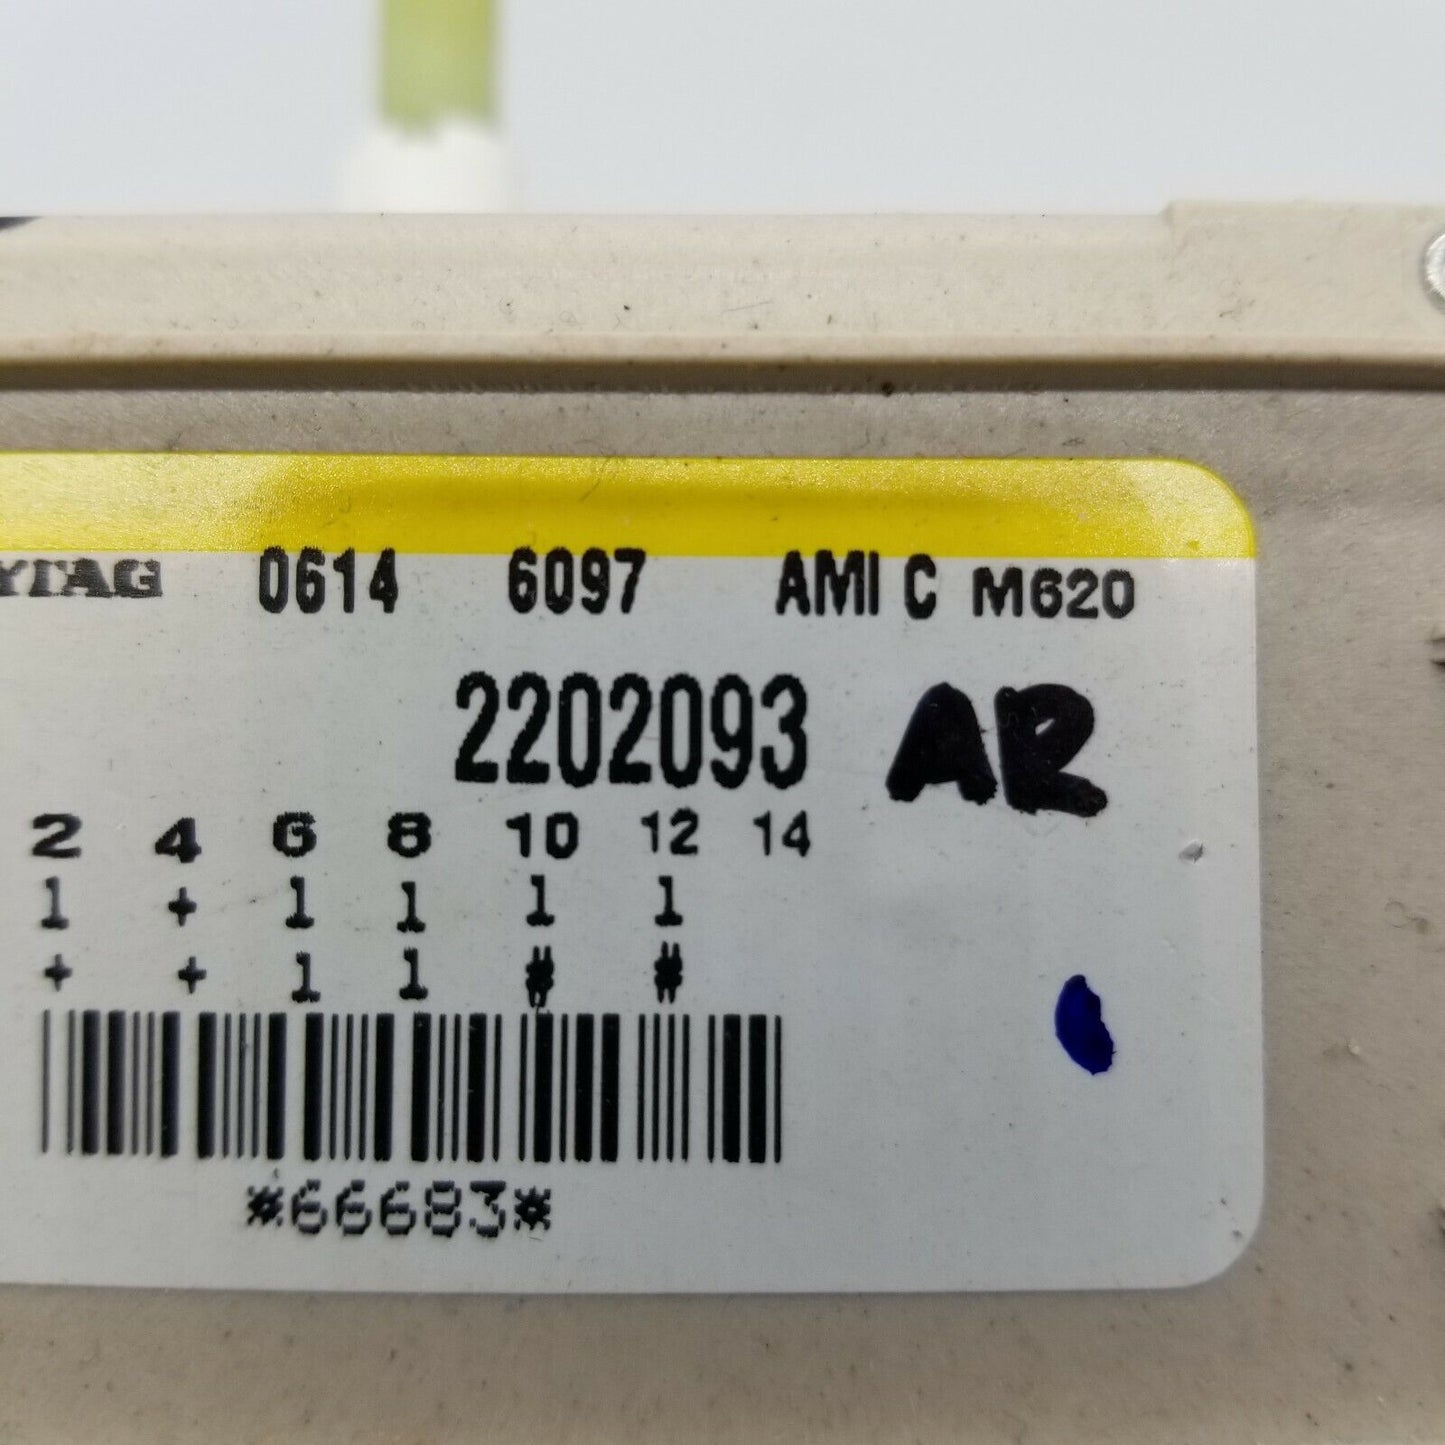 YTAG 0614 6097 AMI C M620
2202093 AR
2 4 6 8 10 12 14
1 + 1 1 1 1
+ + 1 1 # #
*66683*